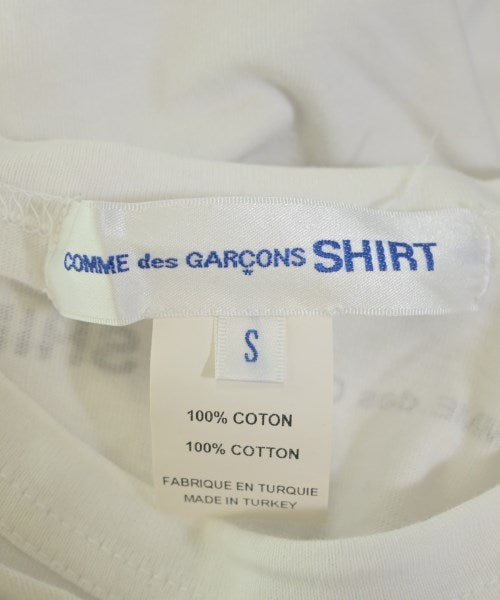 COMME des GARÇONS SHIRT
*
S
100% COTON
100% COTTON
FABRIQUE EN TURQUIE
MADE IN TURKEY